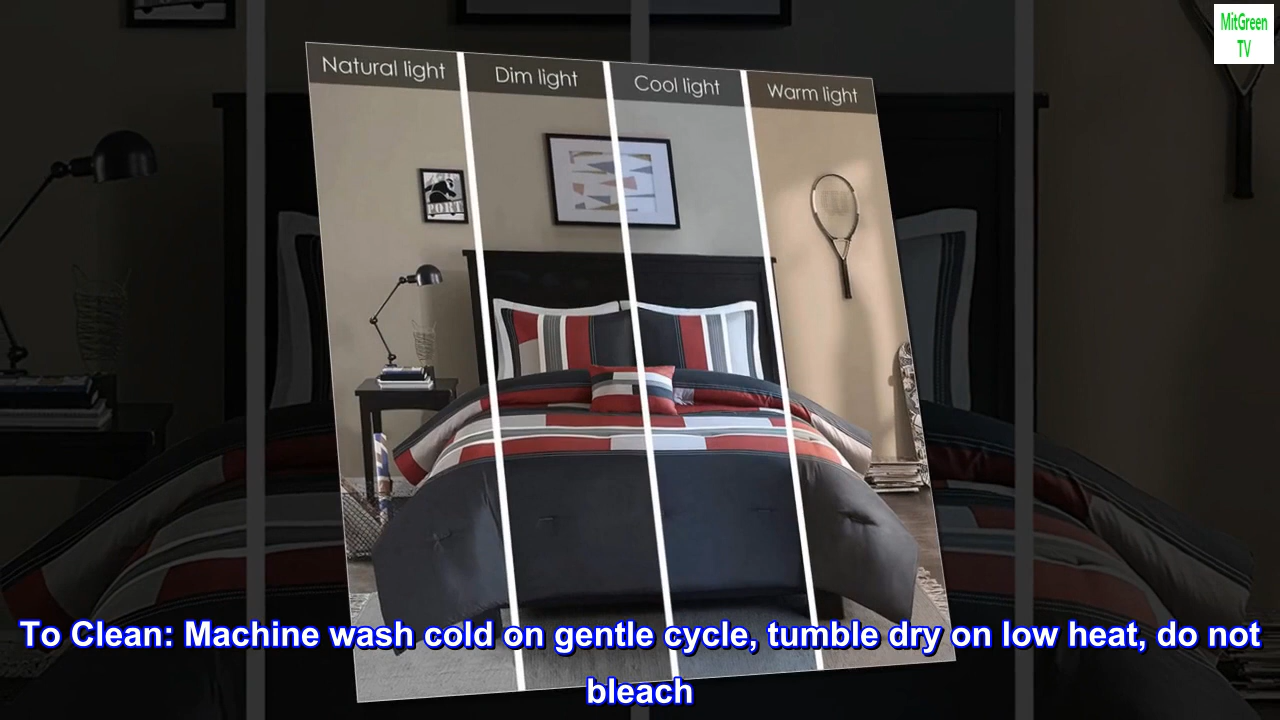 MitGreen
TV
Natural light
Dim light
Cool light
Warm light
PORT
To Clean: Machine wash cold on gentle cycle, tumble dry on low heat, do not
bleach